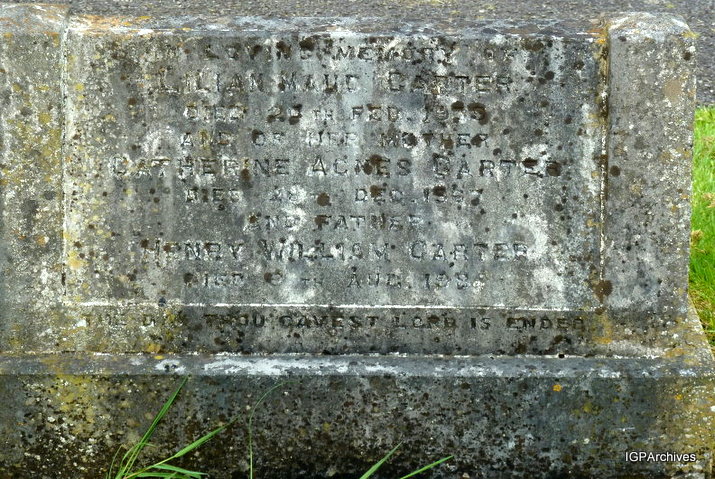 LOVING MEMORY
LILIAN MAUD CARTER
DIED FEB.
AND OF HER MOTHER
CATHERINE AGNES CARTER
DIED DEC.
AND FATHER
HENRY WILLIAM CARTER
DIED AUG.
THE DAY THOU GAVEST LORD IS ENDED
IGPArchives